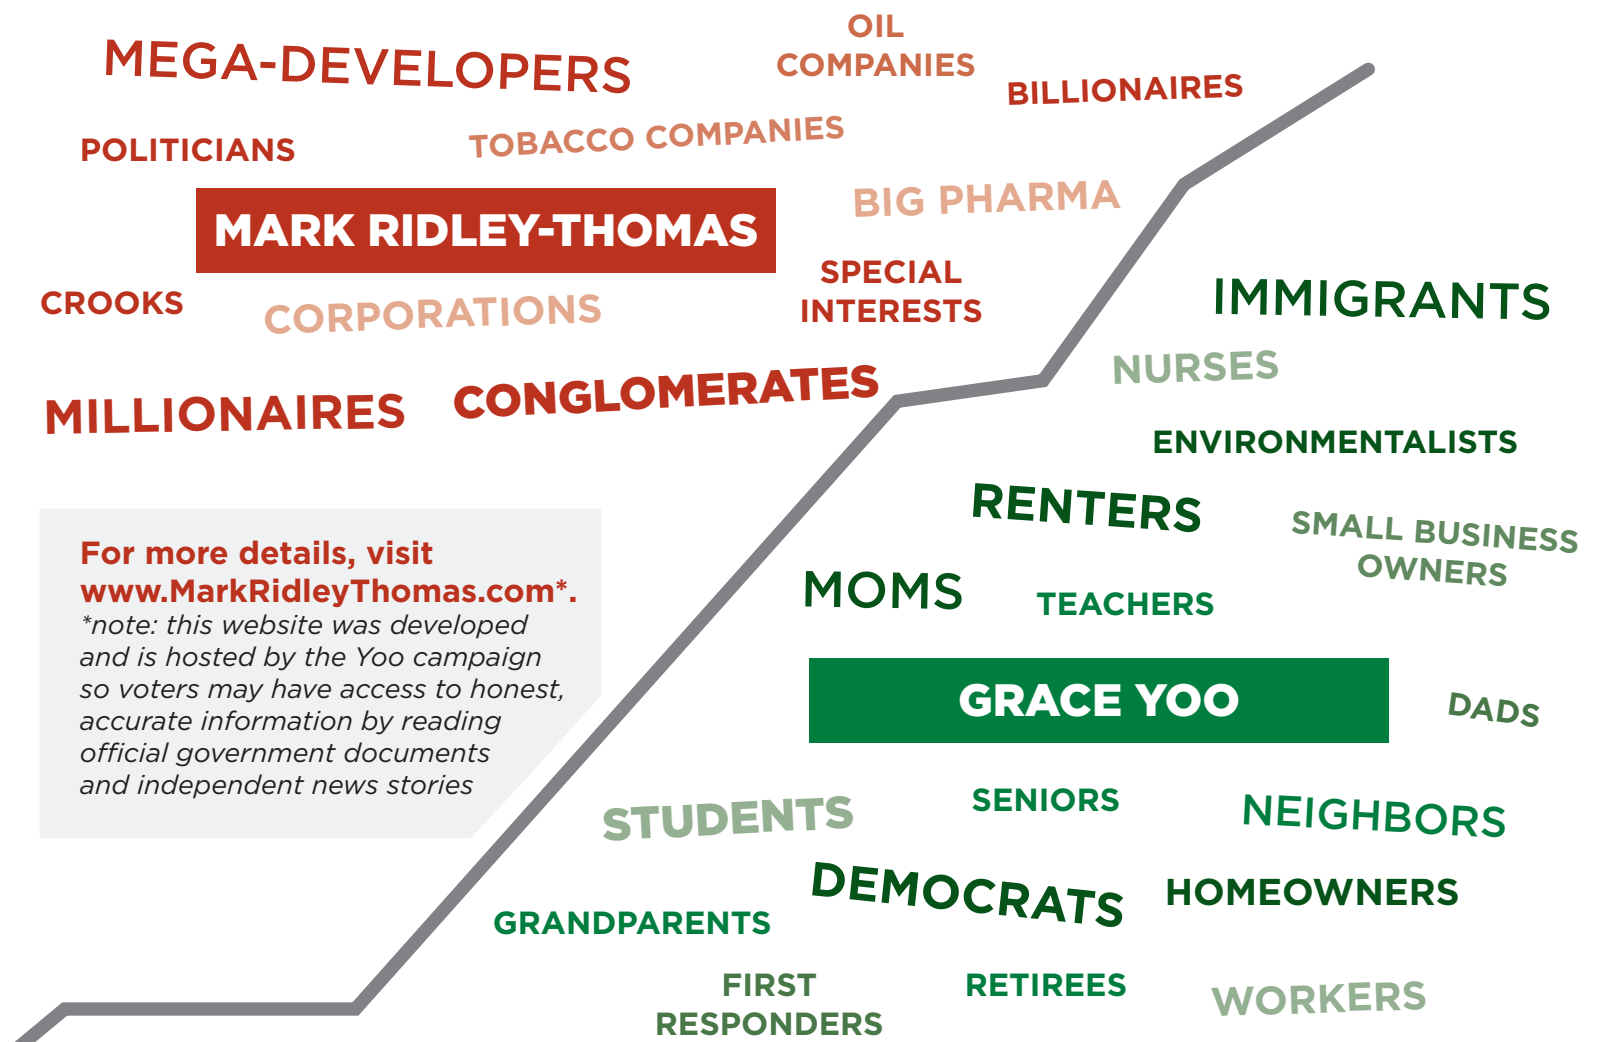 MEGA-DEVELOPERS
OIL
COMPANIES
BILLIONAIRES
POLITICIANS
TOBACCO COMPANIES
MARK RIDLEY-THOMAS
BIG PHARMA
CROOKS
CORPORATIONS
SPECIAL
INTERESTS
MILLIONAIRES
CONGLOMERATES
For more details, visit
www.MarkRidleyThomas.com*.
*note: this website was developed
and is hosted by the Yoo campaign
so voters may have access to honest,
accurate information by reading
official government documents
and independent news stories
IMMIGRANTS
NURSES
ENVIRONMENTALISTS
RENTERS
SMALL BUSINESS
OWNERS
MOMS
TEACHERS
GRACE YOO
DADS
STUDENTS
SENIORS
NEIGHBORS
DEMOCRATS
HOMEOWNERS
GRANDPARENTS
FIRST
RESPONDERS
RETIREES
WORKERS